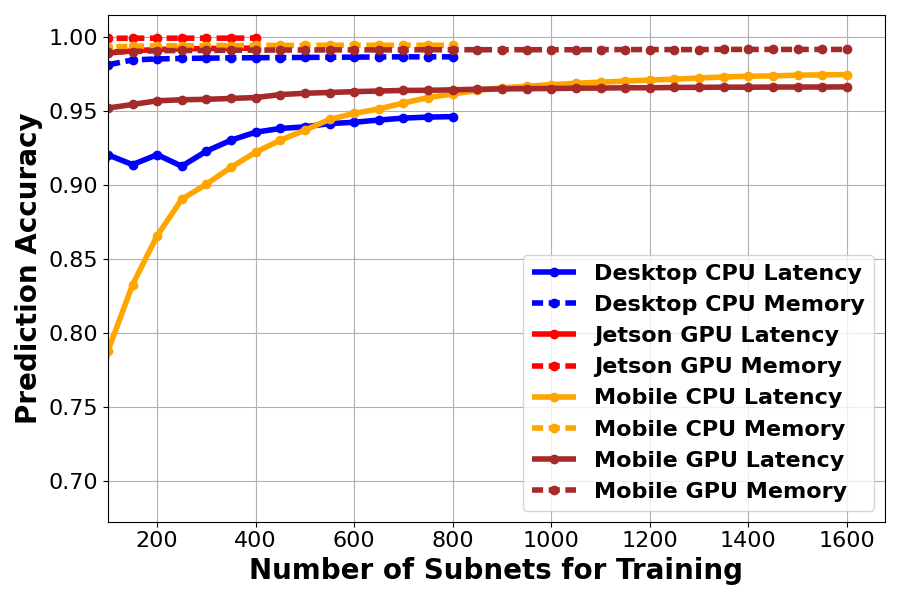 1.00
0.95
0.90
0.85
0.80
0.75
0.70
Prediction Accuracy
Desktop CPU Latency
Desktop CPU Memory
Jetson GPU Latency
Jetson GPU Memory
Mobile CPU Latency
Mobile CPU Memory
Mobile GPU Latency
Mobile GPU Memory
200 400 600 800 1000 1200 1400 1600
Number of Subnets for Training